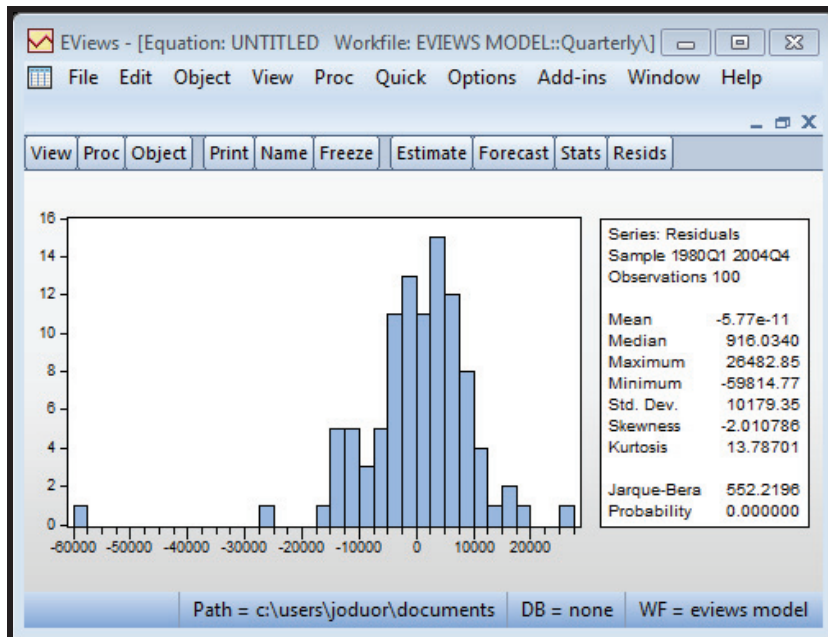 EViews - [Equation: UNTITLED Workfile: EVIEWS MODEL::Quarterly\]
File Edit Object View Proc Quick Options Add-ins Window Help
View Proc Object Print Name Freeze Estimate Forecast Stats Resids
16
14
12
10
8
6
4
2
0
-60000 -50000 -40000 -30000 -20000 -10000 0 10000 20000
Series: Residuals
Sample 1980Q1 2004Q4
Observations 100
Mean -5.77e-11
Median 916.0340
Maximum 26482.85
Minimum -59814.77
Std. Dev. 10179.35
Skewness -2.010786
Kurtosis 13.78701
Jarque-Bera 552.2196
Probability 0.000000
Path = c:\users\joduor\documents DB = none WF = eviews model